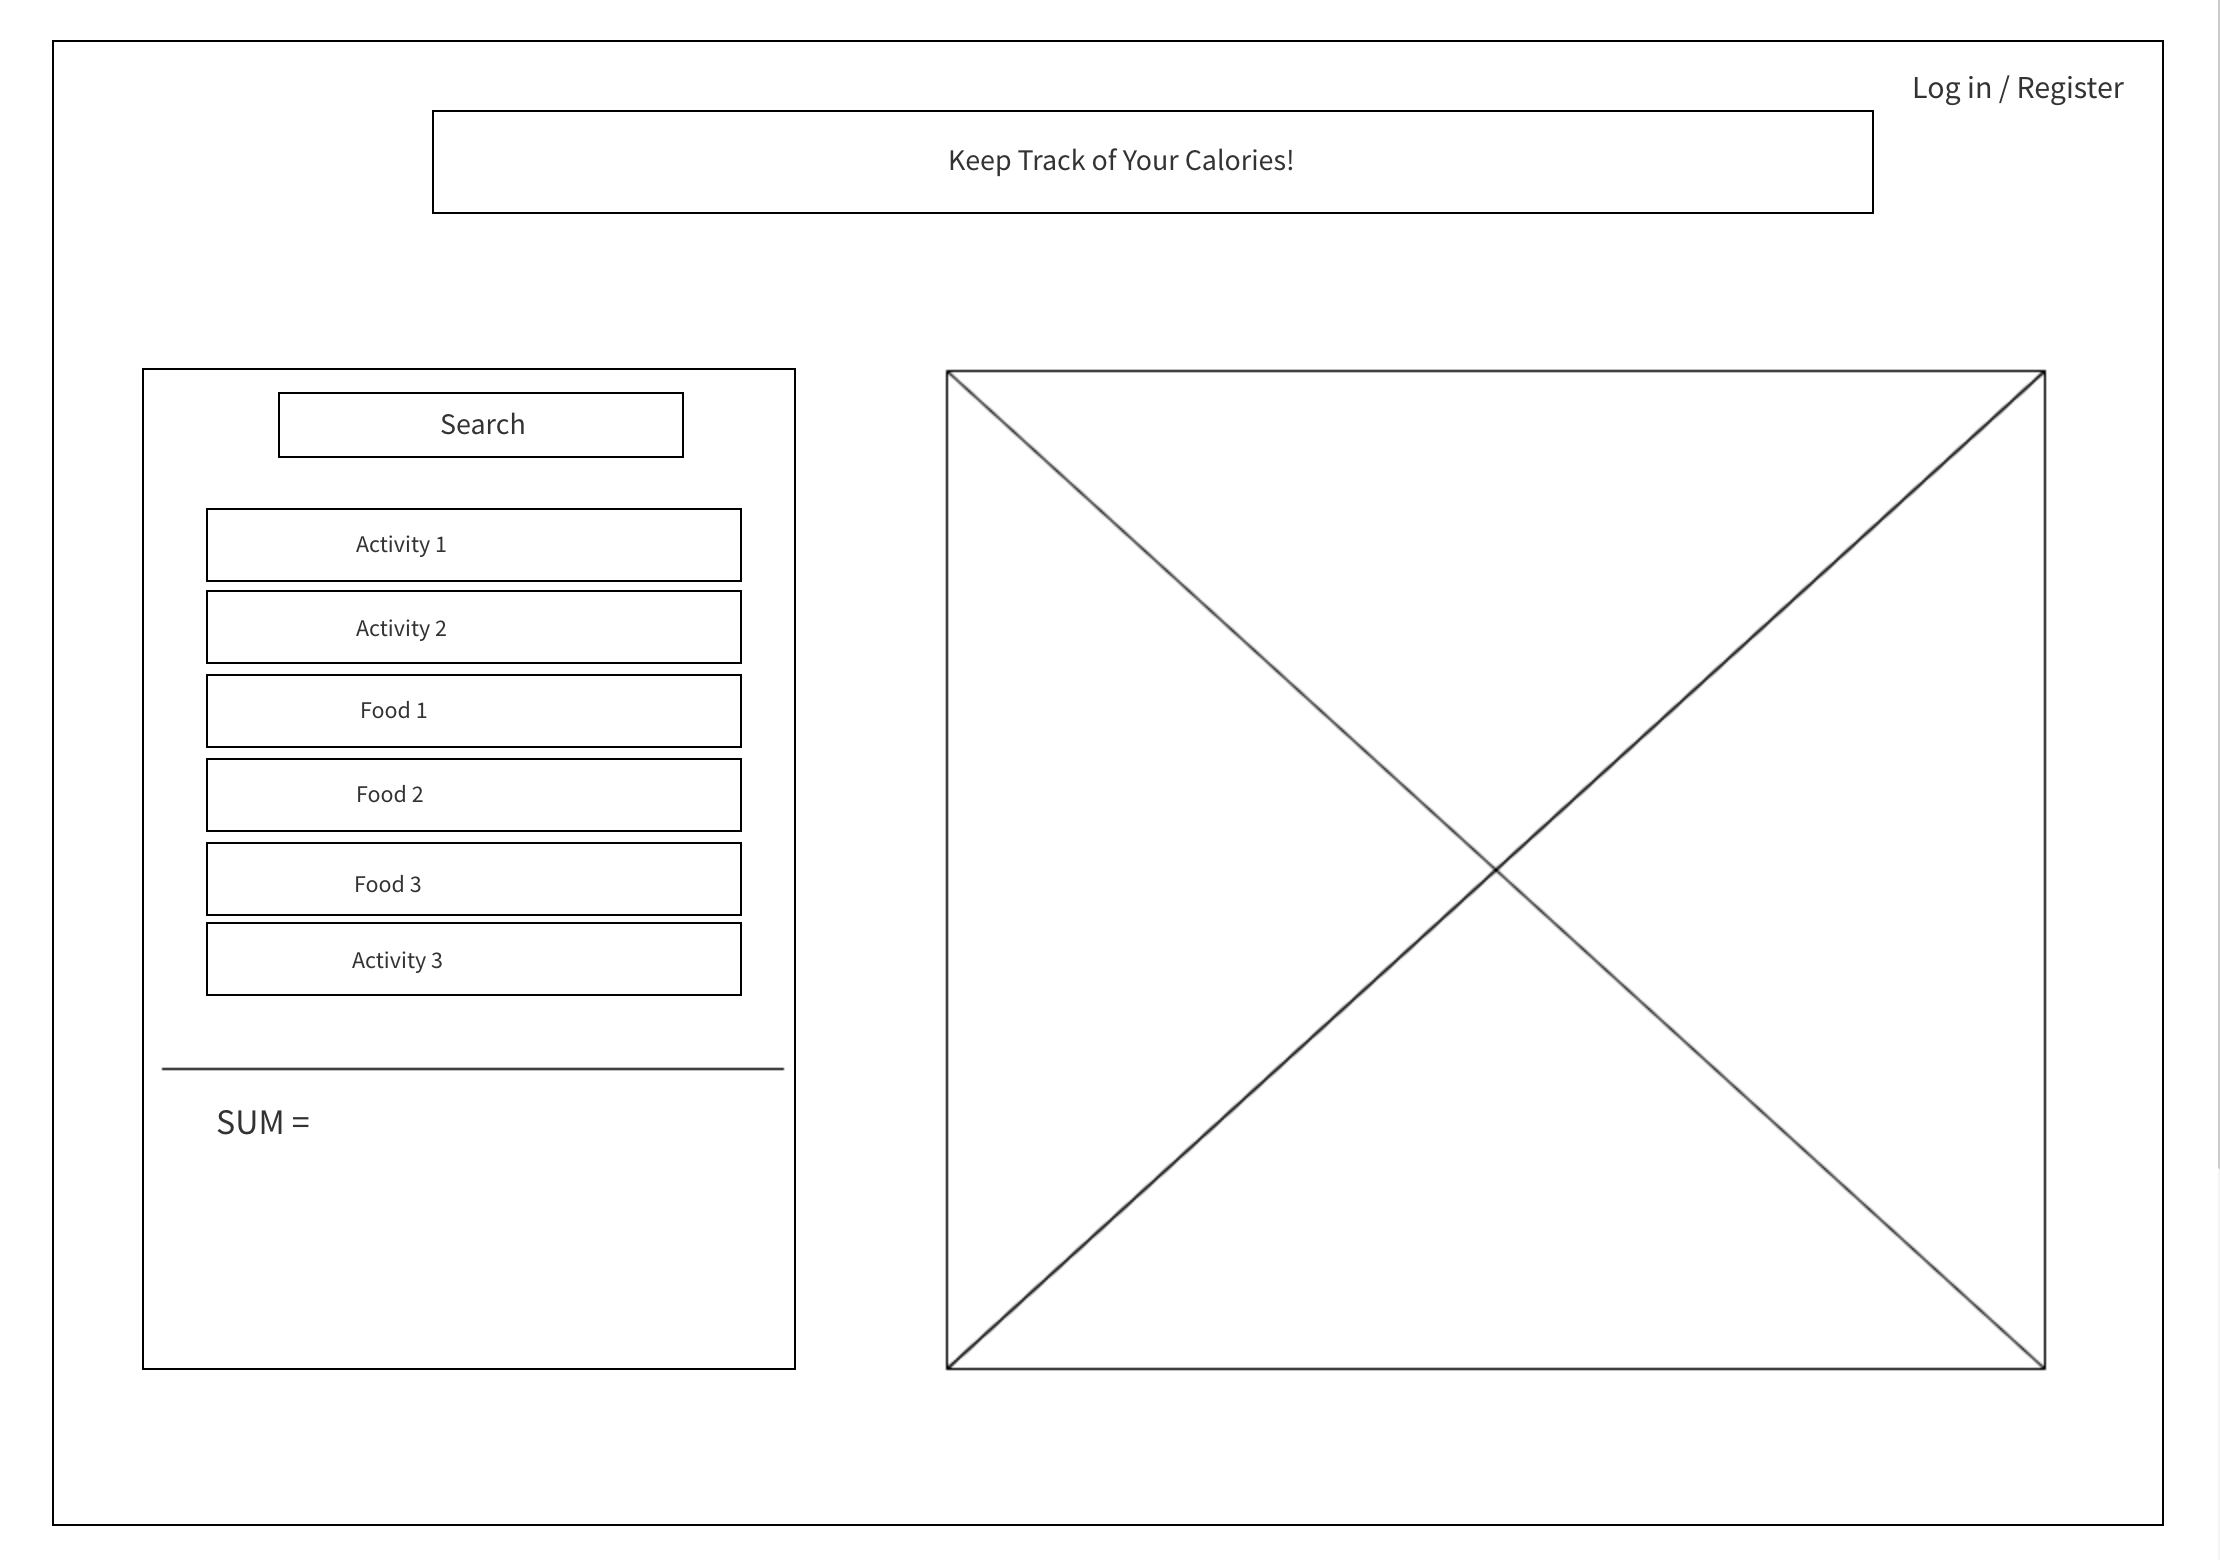 Log in / Register
Keep Track of Your Calories!
Search
Activity 1
Activity 2
Food 1
Food 2
Food 3
Activity 3
SUM =